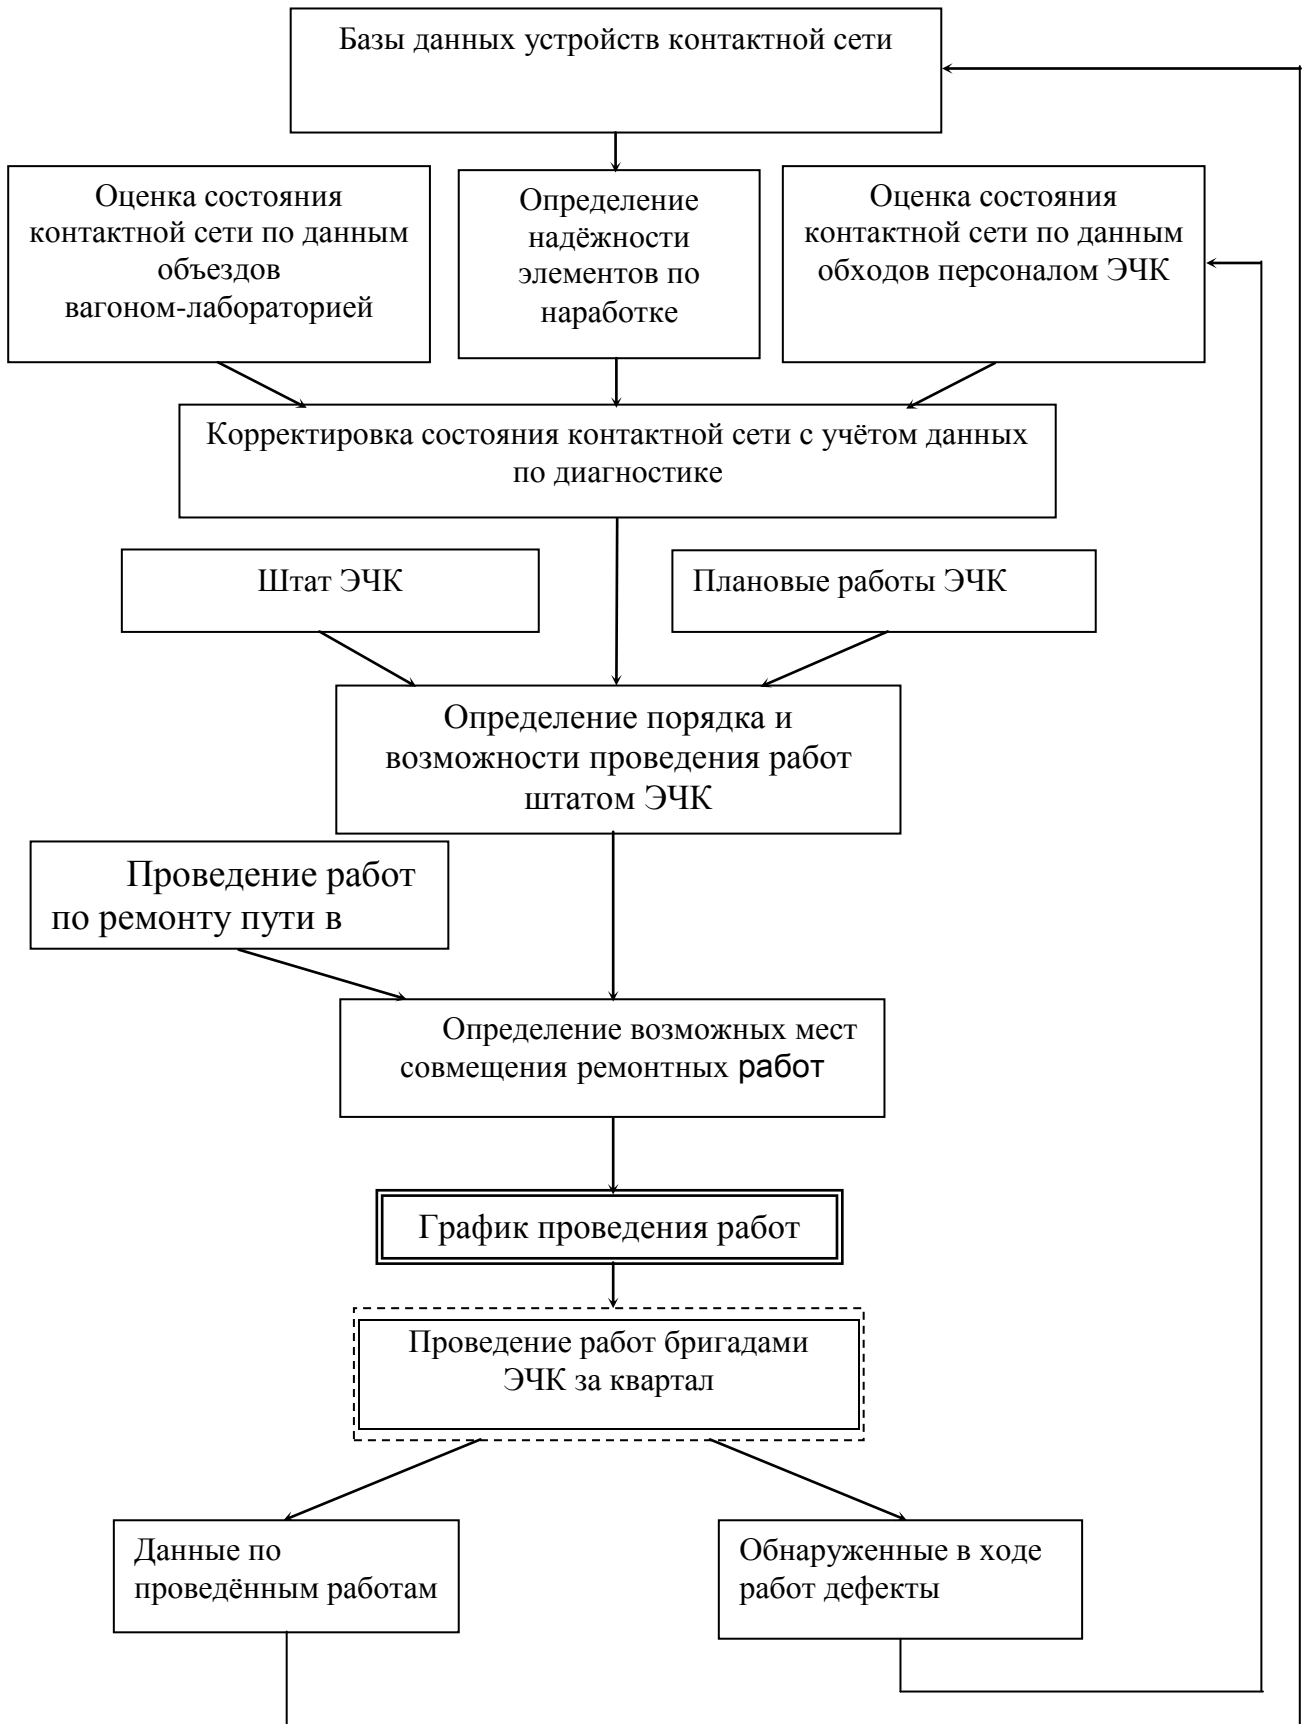 Базы данных устройств контактной сети
Оценка состояния
контактной сети по данным
объездов
вагоном-лабораторией
Определение
надёжности
элементов по
наработке
Оценка состояния
контактной сети по данным
обходов персоналом ЭЧК
Корректировка состояния контактной сети с учётом данных
по диагностике
Штат ЭЧК
Плановые работы ЭЧК
Определение порядка и
возможности проведения работ
штатом ЭЧК
Проведение работ
по ремонту пути в
Определение возможных мест
совмещения ремонтных работ
График проведения работ
Проведение работ бригадами
ЭЧК за квартал
Данные по
проведённым работам
Обнаруженные в ходе
работ дефекты